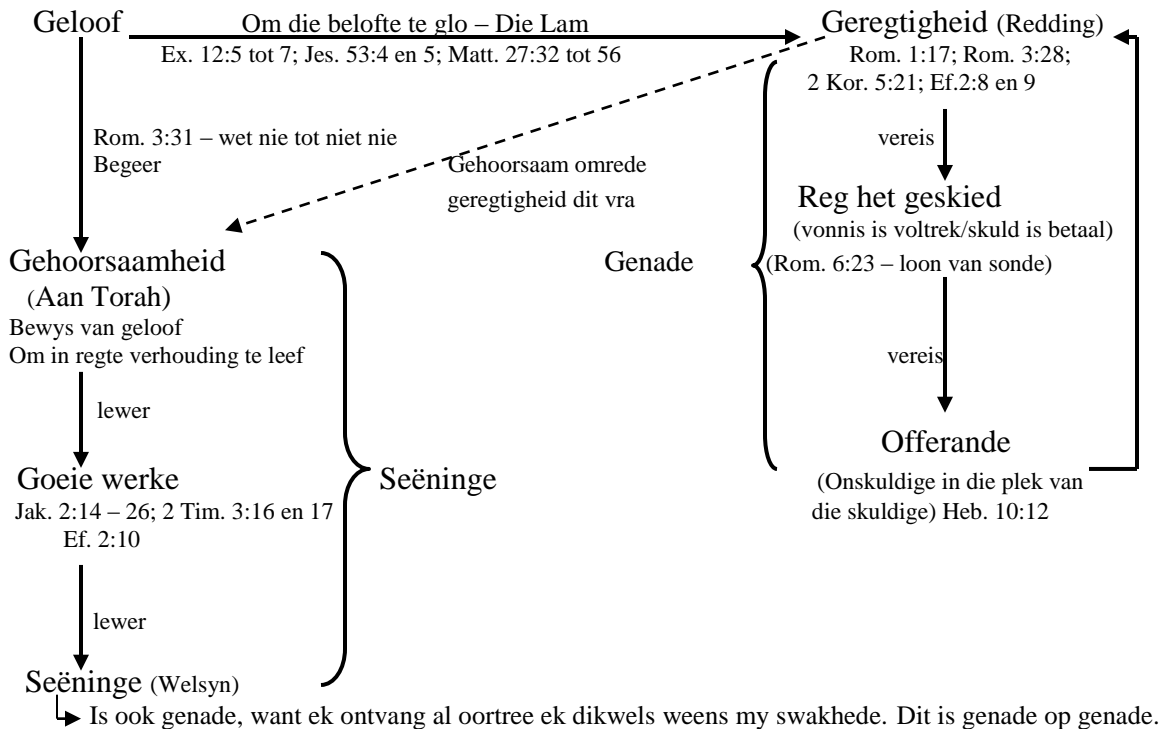 Geloof
Om die belofte te glo – Die Lam
Ex. 12:5 tot 7; Jes. 53:4 en 5; Matt. 27:32 tot 56
Geregtigheid (Redding)
Rom. 1:17; Rom. 3:28;
2 Kor. 5:21; Ef.2:8 en 9
Rom. 3:31 – wet nie tot niet nie
Begeer
Gehoorsaam omrede
geregtigheid dit vra
vereis
Reg het geskied
(vonnis is voltrek/skuld is betaal)
(Rom. 6:23 – loon van sonde)
Genade
Gehoorsaamheid
(Aan Torah)
Bewys van geloof
Om in regte verhouding te leef
vereis
lewer
Offerande
(Onskuldige in die plek van
die skuldige) Heb. 10:12
Goeie werke
Jak. 2:14 – 26; 2 Tim. 3:16 en 17
Ef. 2:10
Seëninge
lewer
Seëninge (Welsyn)
Is ook genade, want ek ontvang al oortree ek dikwels weens my swakhede. Dit is genade op genade.